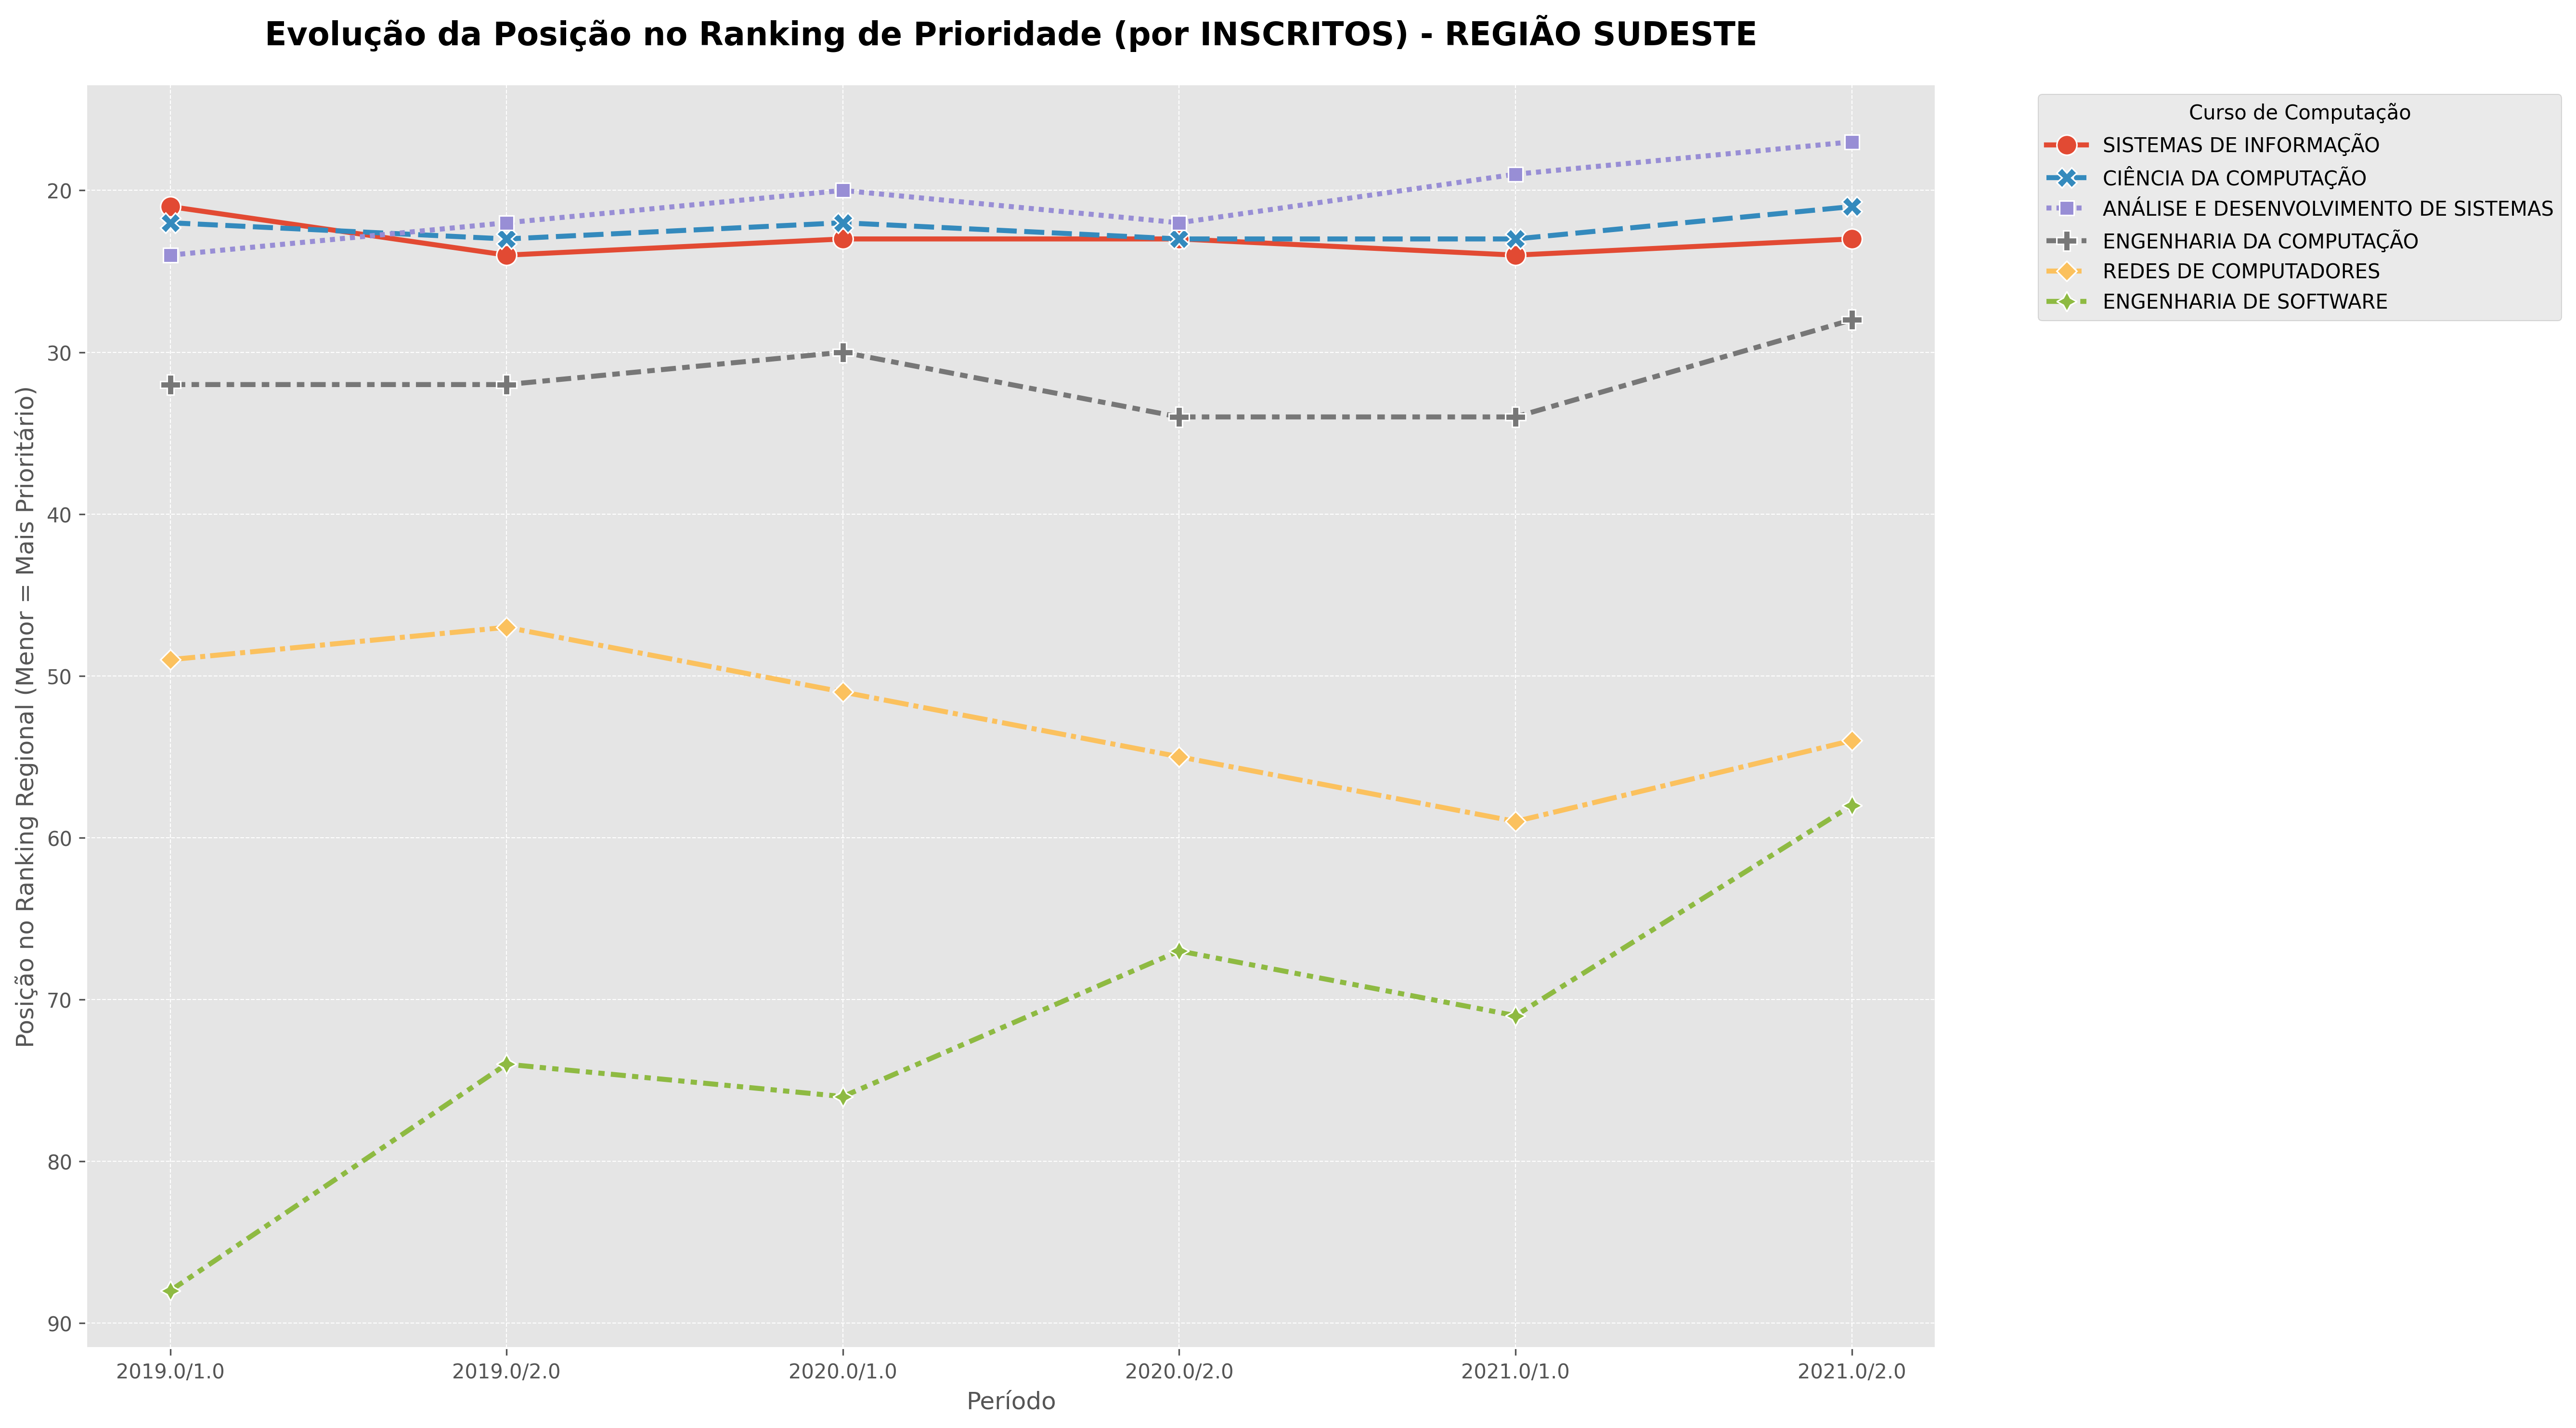 Evolução da Posição no Ranking de Prioridade (por INSCRITOS) - REGIÃO SUDESTE
Curso de Computação
SISTEMAS DE INFORMAÇÃO
CIÊNCIA DA COMPUTAÇÃO
ANÁLISE E DESENVOLVIMENTO DE SISTEMAS
ENGENHARIA DA COMPUTAÇÃO
REDES DE COMPUTADORES
ENGENHARIA DE SOFTWARE
Posição no Ranking Regional (Menor = Mais Prioritário)
20
30
40
50
60
70
80
90
2019.0/1.0
2019.0/2.0
2020.0/1.0
2020.0/2.0
2021.0/1.0
2021.0/2.0
Período